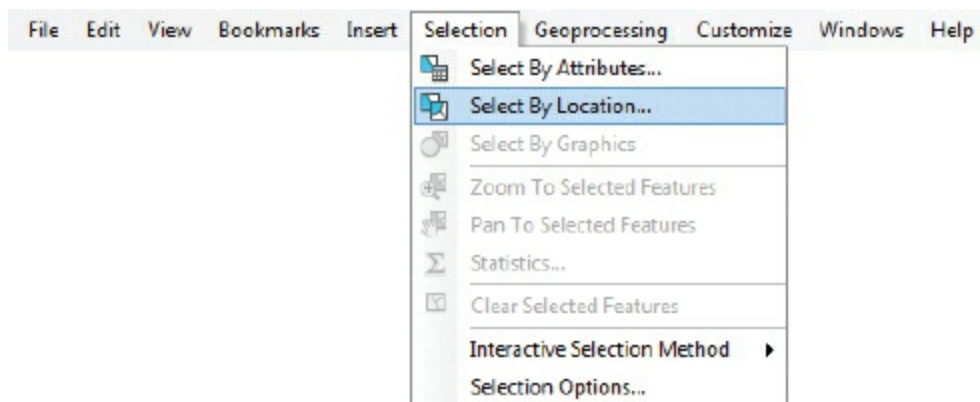 File Edit View Bookmarks Insert Selection Geoprocessing Customize Windows Help
Select By Attributes...
Select By Location...
Select By Graphics
Zoom To Selected Features
Pan To Selected Features
Statistics...
Clear Selected Features
Interactive Selection Method
Selection Options...